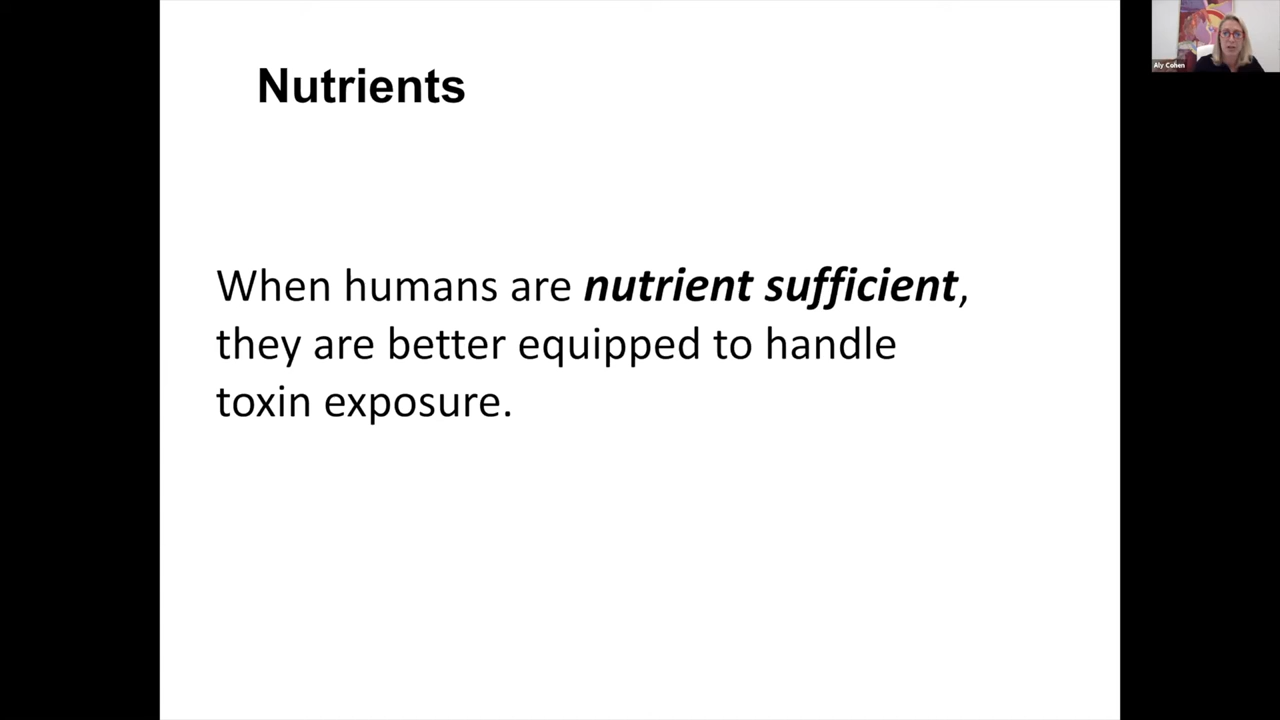 Nutrients
When humans are nutrient sufficient,
they are better equipped to handle
toxin exposure.
Aly Cohen